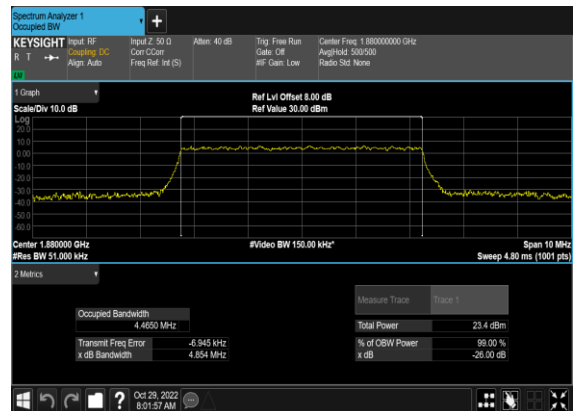 Spectrum Analyzer 1
Occupied BW
KEYSIGHT Input: RF Input Z: 50 Ω Atten: 40 dB Trig: Free Run Center Freq: 1.880000000 GHz
R T Coupling: DC Corr CCorr Gate: Off Avg|Hold: 500/500
Align: Auto Freq Ref: Int (S) #IF Gain: Low Radio Std: None
LW
1 Graph
Ref Lvl Offset 8.00 dB
Scale/Div 10.0 dB Ref Value 30.00 dBm
Log
20.0
10.0
0.00
-10.0
-20.0
-30.0
-40.0
-50.0
-60.0
Center 1.880000 GHz #Video BW 150.00 kHz* Span 10 MHz
#Res BW 51.000 kHz Sweep 4.80 ms (1001 pts)
2 Metrics
Measure Trace Trace 1
Occupied Bandwidth
4.4650 MHz Total Power 23.4 dBm
Transmit Freq Error -6.945 kHz % of OBW Power 99.00 %
x dB Bandwidth 4.854 MHz x dB -26.00 dB
? Oct 29, 2022
8:01:57 AM